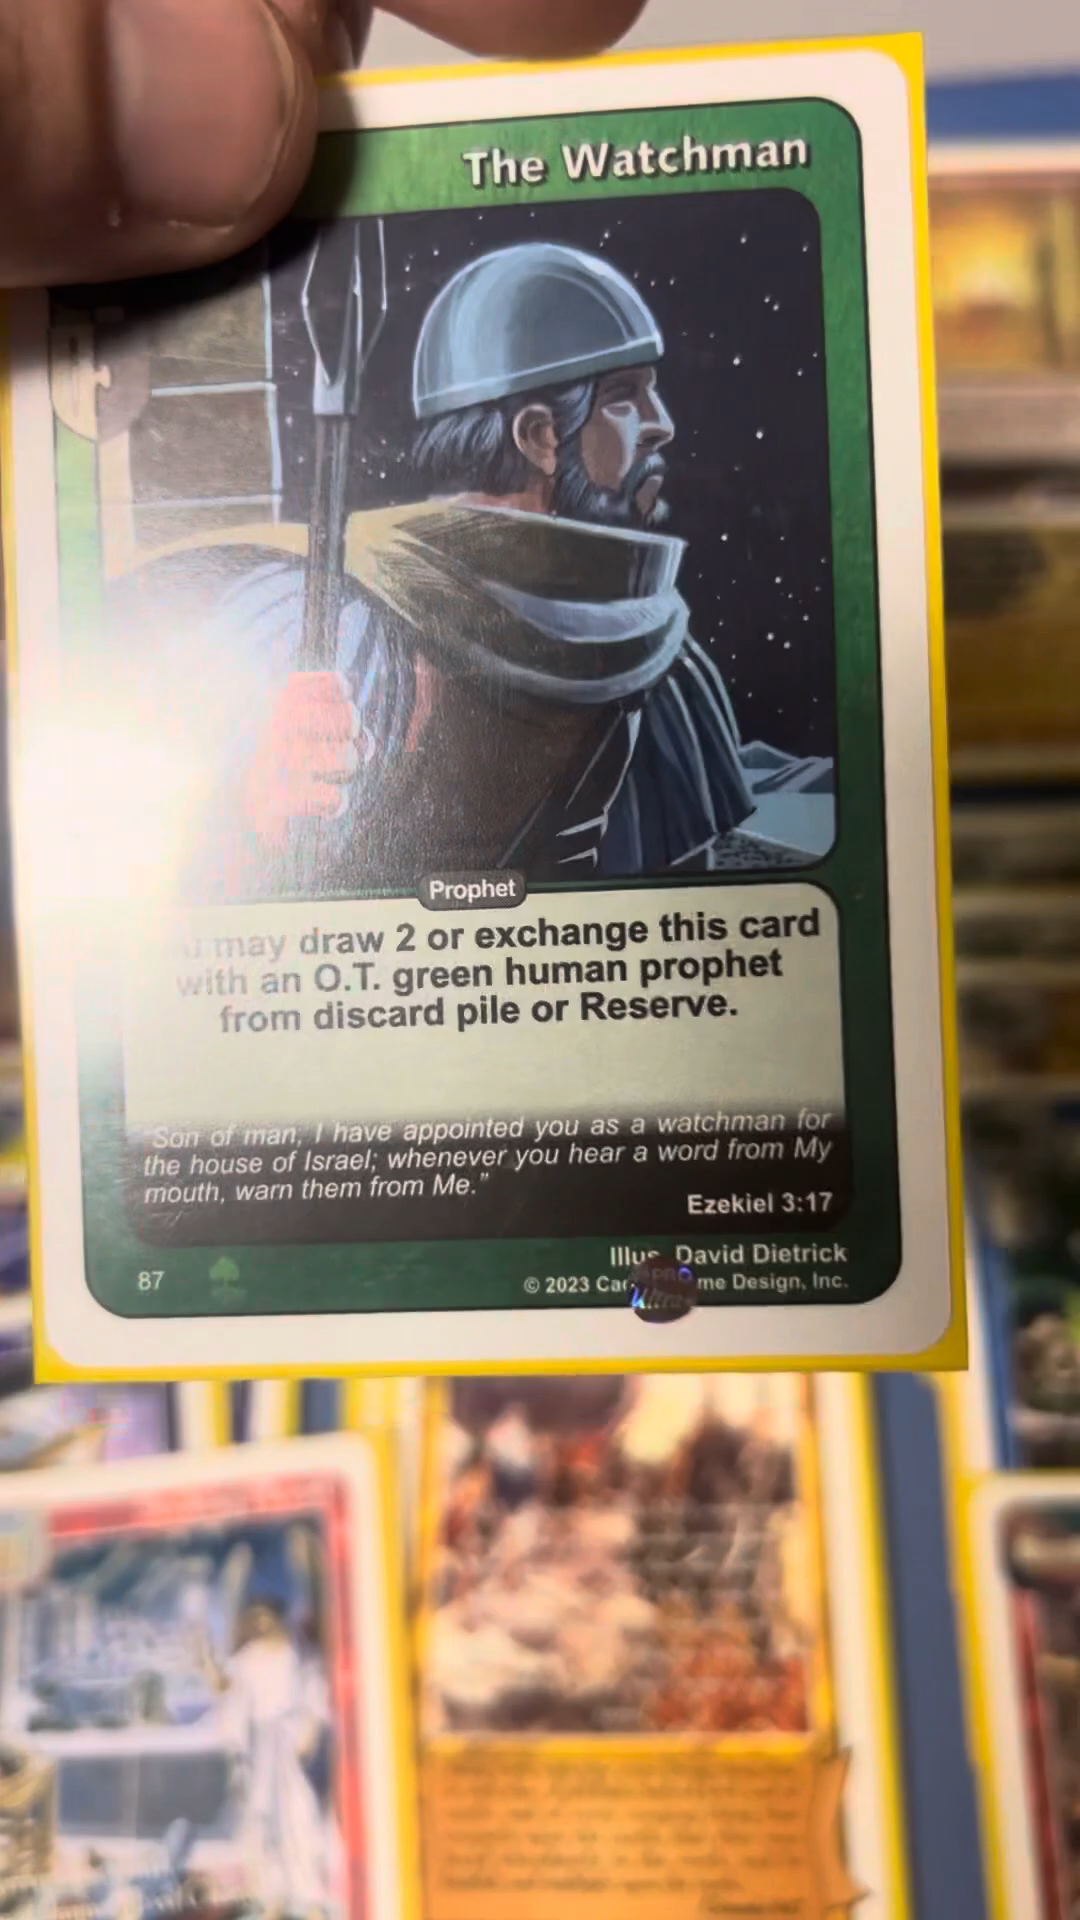 The Watchman
Prophet
may draw 2 or exchange this card
with an O.T. green human prophet
from discard pile or Reserve.
"Son of man, I have appointed you as a watchman for
the house of Israel; whenever you hear a word from My
mouth, warn them from Me."
Ezekiel 3:17
Illus. David Dietrick
87
© 2023 me Design, Inc.
PRO
Ultra